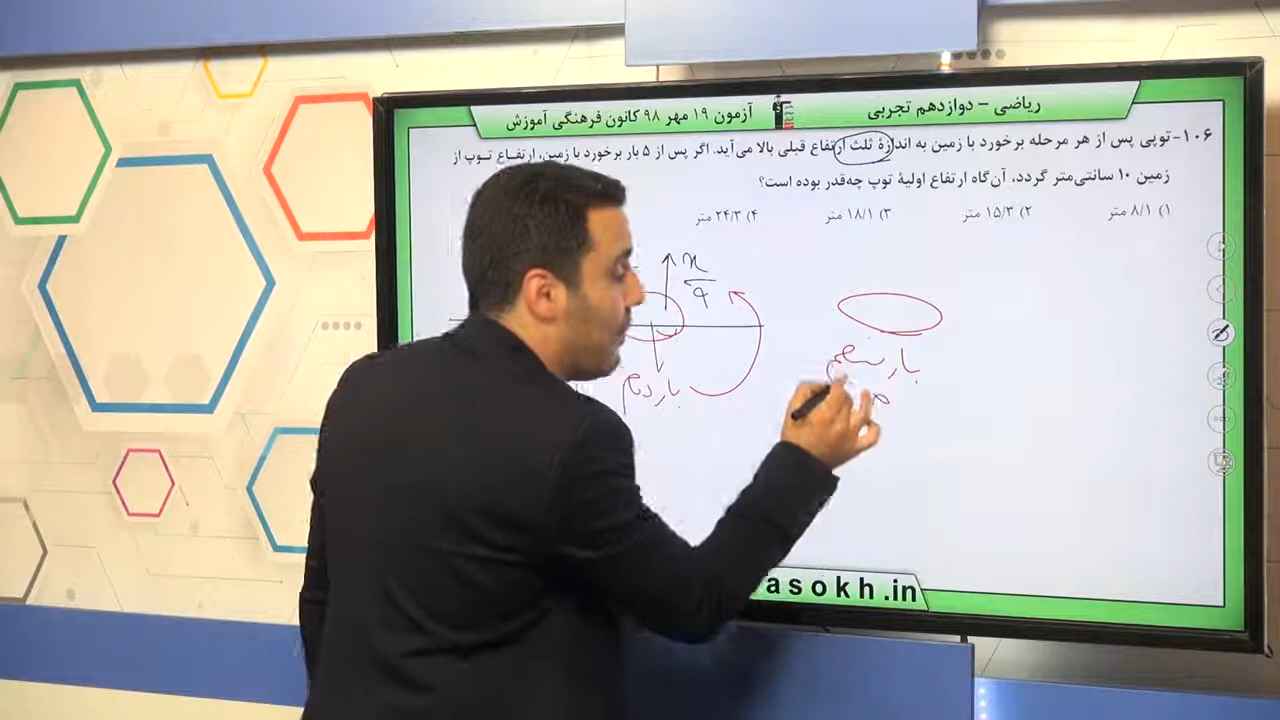 ریاضی - دوازدهم تجربی
آزمون ۱۹ مهر ۹۸ کانون فرهنگی آموزش
۱۰۶- توپی پس از هر مرحله برخورد با زمین به اندازهٔ ثلث ارتفاع قبلی بالا می‌آید. اگر پس از ۵ بار برخورد با زمین، ارتفـاع تـوپ از
زمین ۱۰ سانتی‌متر گردد، آن‌گاه ارتفاع اولیهٔ توپ چه‌قدر بوده است؟
۱) ۸/۱ متر
۲) ۱۵/۳ متر
۳) ۱۸/۱ متر
۴) ۲۴/۳ متر
x
۹
بار دوم
بار پنجم
asokh.in